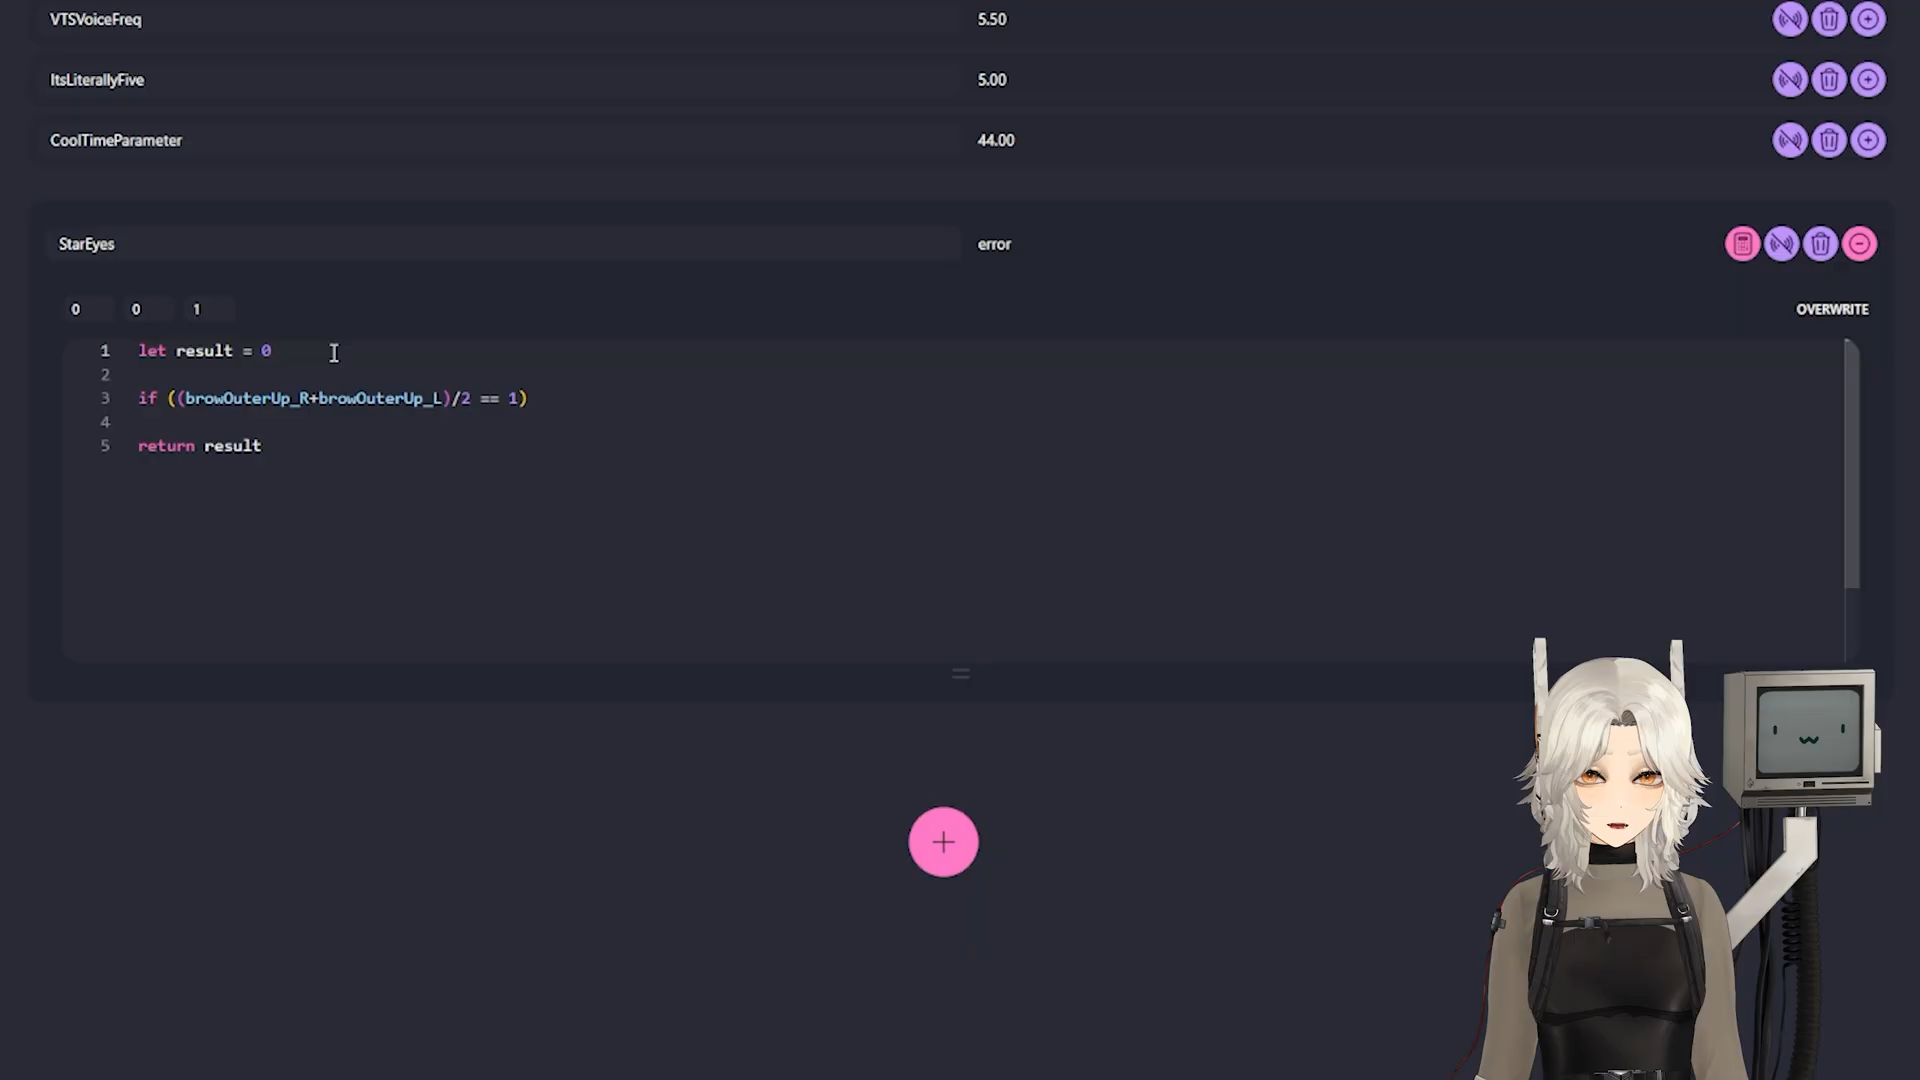 VTSVoiceFreq 5.50
ItsLiterallyFive 5.00
CoolTimeParameter 44.00
StarEyes error
0 0 1 OVERWRITE
1 let result = 0
2
3 if ((browOuterUp_R+browOuterUp_L)/2 == 1)
4
5 return result